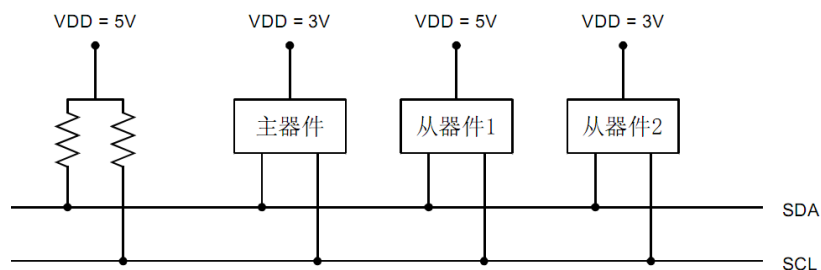 VDD = 5V
VDD = 3V
VDD = 5V
VDD = 3V
主器件
从器件1
从器件2
SDA
SCL